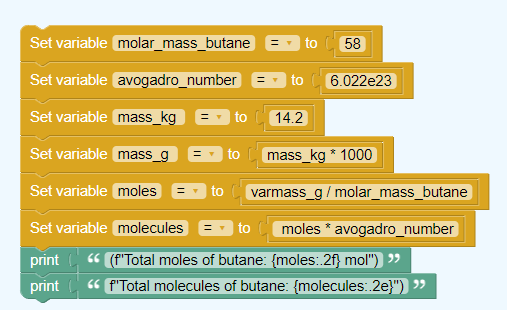 Set variable molar_mass_butane = to 58
Set variable avogadro_number = to 6.022e23
Set variable mass_kg = to 14.2
Set variable mass_g = to mass_kg * 1000
Set variable moles = to varmass_g / molar_mass_butane
Set variable molecules = to moles * avogadro_number
print “ (f"Total moles of butane: {moles:.2f} mol") ”
print “ f"Total molecules of butane: {molecules:.2e}") ”